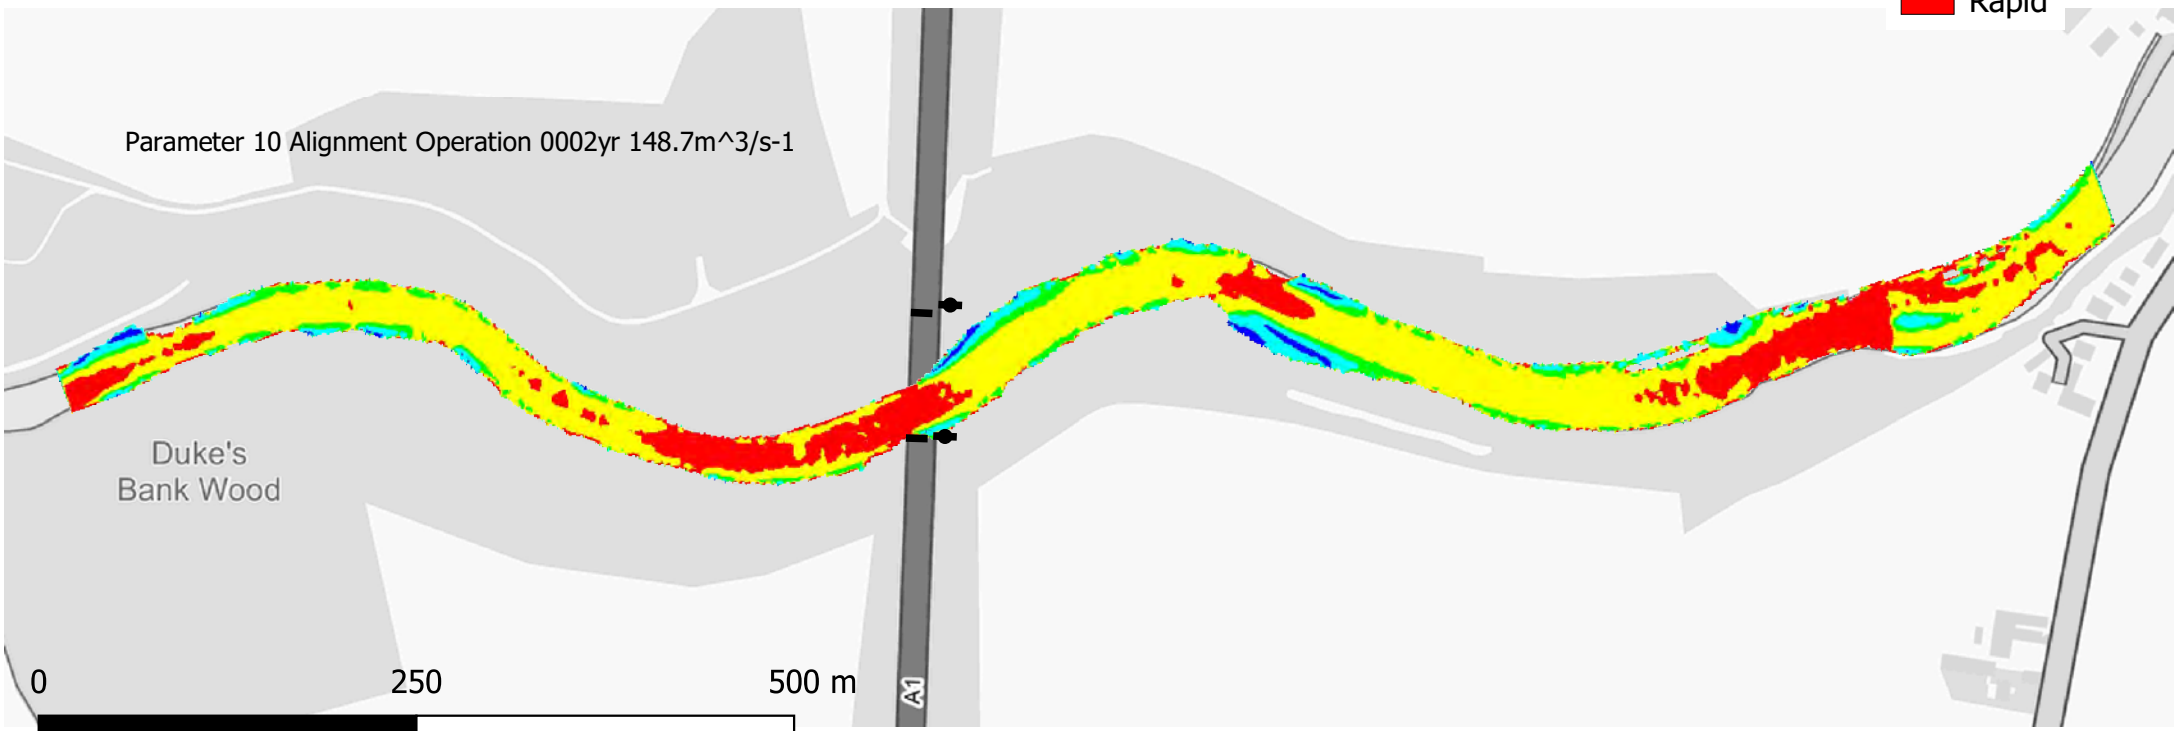 Rapid
Parameter 10 Alignment Operation 0002yr 148.7m^3/s-1
Duke's
Bank Wood
0 250 500 m
A1